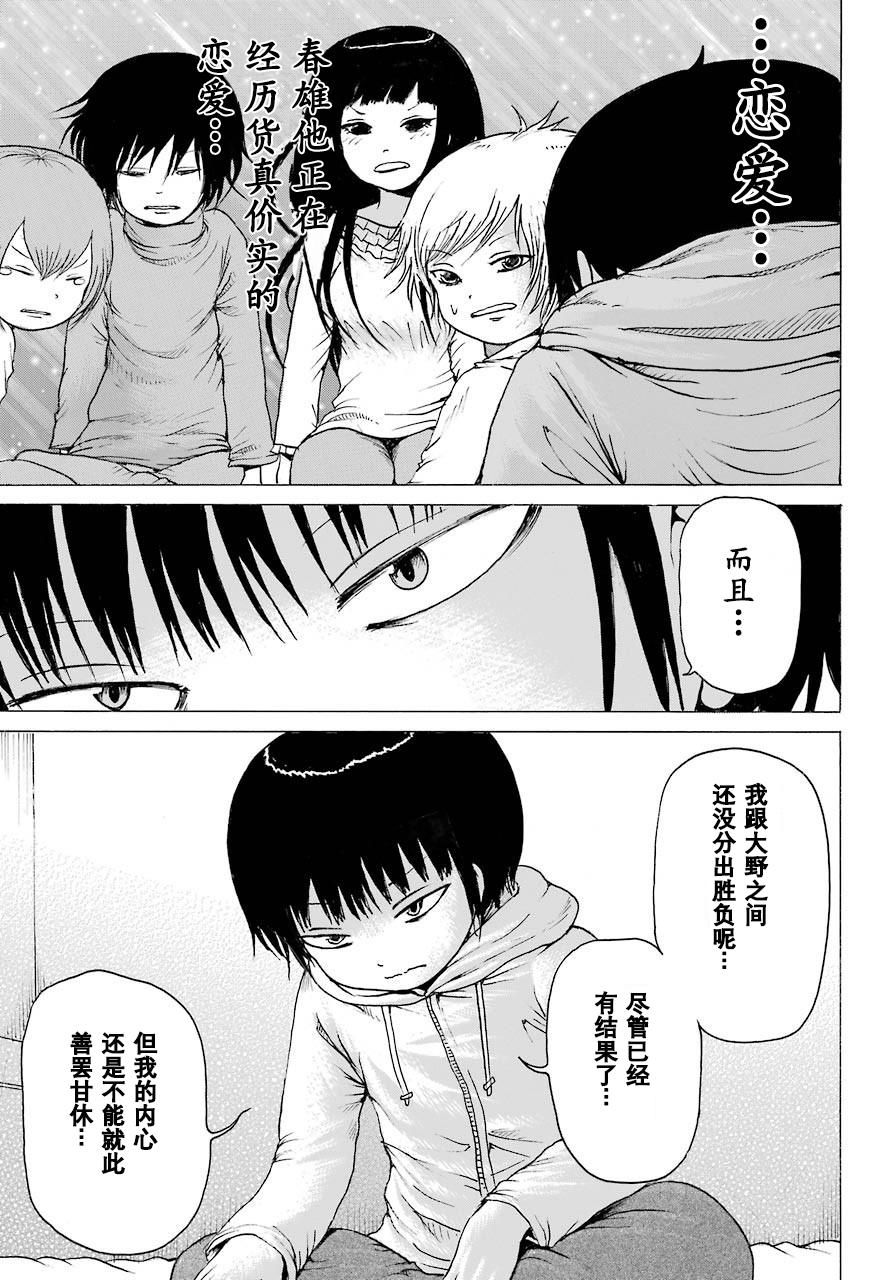 …恋爱…
春雄他正在
经历货真价实的
恋爱…
而且…
我跟大野之间
还没分出胜负呢…
尽管已经
有结果了…
但我的内心
还是不能就此
善罢甘休…